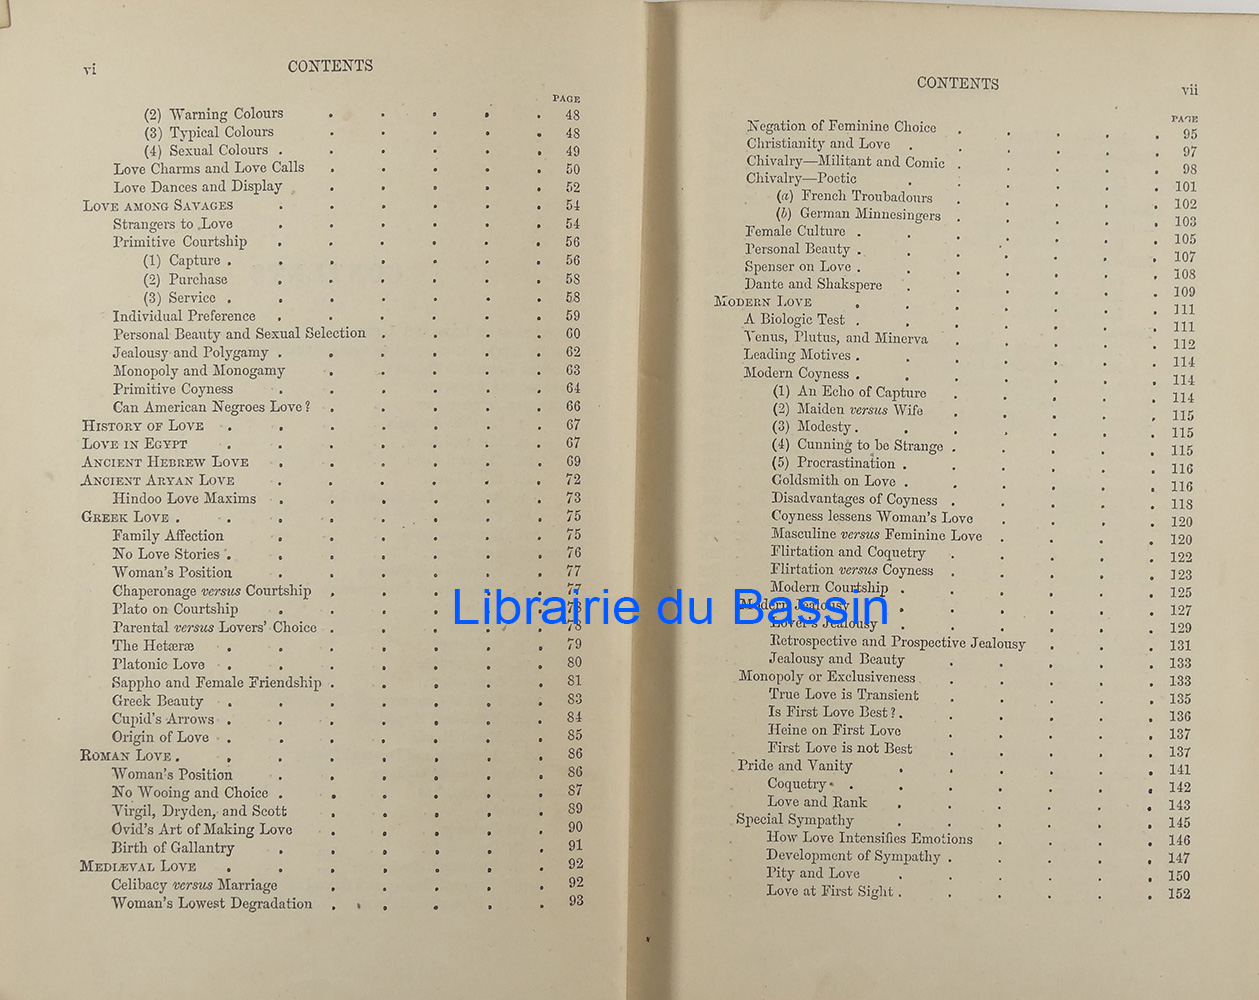 vi
CONTENTS
PAGE
(2) Warning Colours . . . . . 48
(3) Typical Colours . . . . . 48
(4) Sexual Colours . . . . . . 49
Love Charms and Love Calls . . . . . 50
Love Dances and Display . . . . . 52
LOVE AMONG SAVAGES . . . . . . 54
Strangers to Love . . . . . . 54
Primitive Courtship . . . . . . 56
(1) Capture . . . . . . . 56
(2) Purchase . . . . . . 58
(3) Service . . . . . . . 58
Individual Preference . . . . . . 59
Personal Beauty and Sexual Selection . . . . 60
Jealousy and Polygamy . . . . . . 62
Monopoly and Monogamy . . . . . 63
Primitive Coyness . . . . . . 64
Can American Negroes Love? . . . . . 66
HISTORY OF LOVE . . . . . . . 67
LOVE IN EGYPT . . . . . . . 67
ANCIENT HEBREW LOVE . . . . . . 69
ANCIENT ARYAN LOVE . . . . . . 72
Hindoo Love Maxims . . . . . . 73
GREEK LOVE . . . . . . . . 75
Family Affection . . . . . . 75
No Love Stories . . . . . . . 76
Woman's Position . . . . . . 77
Chaperonage versus Courtship . . . . . 77
Plato on Courtship . . . . . . 78
Parental versus Lovers' Choice . . . . . 78
The Hetæræ . . . . . . . 79
Platonic Love . . . . . . . 80
Sappho and Female Friendship . . . . . 81
Greek Beauty . . . . . . . 83
Cupid's Arrows . . . . . . . 84
Origin of Love . . . . . . . 85
ROMAN LOVE . . . . . . . . 86
Woman's Position . . . . . . 86
No Wooing and Choice . . . . . . 87
Virgil, Dryden, and Scott . . . . . 89
Ovid's Art of Making Love . . . . . 90
Birth of Gallantry . . . . . . 91
MEDIÆVAL LOVE . . . . . . . 92
Celibacy versus Marriage . . . . . 92
Woman's Lowest Degradation . . . . . 93
CONTENTS
vii
PAGE
Negation of Feminine Choice . . . . . 95
Christianity and Love . . . . . . 97
Chivalry—Militant and Comic . . . . . 98
Chivalry—Poetic . . . . . . 101
(a) French Troubadours . . . . . 102
(b) German Minnesingers . . . . . 103
Female Culture . . . . . . . 105
Personal Beauty . . . . . . . 107
Spenser on Love . . . . . . . 108
Dante and Shakspere . . . . . . 109
MODERN LOVE . . . . . . . 111
A Biologic Test . . . . . . . 111
Venus, Plutus, and Minerva . . . . . 112
Leading Motives . . . . . . . 114
Modern Coyness . . . . . . . 114
(1) An Echo of Capture . . . . . 114
(2) Maiden versus Wife . . . . . 115
(3) Modesty . . . . . . . 115
(4) Cunning to be Strange . . . . . 115
(5) Procrastination . . . . . . 116
Goldsmith on Love . . . . . . 116
Disadvantages of Coyness . . . . . 118
Coyness lessens Woman's Love . . . . 120
Masculine versus Feminine Love . . . . 120
Flirtation and Coquetry . . . . . 122
Flirtation versus Coyness . . . . . 123
Modern Courtship . . . . . . 125
Modern Jealousy . . . . . . 127
Lover's Jealousy . . . . . . 129
Retrospective and Prospective Jealousy . . . 131
Jealousy and Beauty . . . . . 133
Monopoly or Exclusiveness . . . . . 133
True Love is Transient . . . . . 135
Is First Love Best? . . . . . . 136
Heine on First Love . . . . . 137
First Love is not Best . . . . . 137
Pride and Vanity . . . . . . 141
Coquetry . . . . . . . 142
Love and Rank . . . . . . 143
Special Sympathy . . . . . . 145
How Love Intensifies Emotions . . . . 146
Development of Sympathy . . . . . 147
Pity and Love . . . . . . 150
Love at First Sight . . . . . . 152
Librairie du Bassin